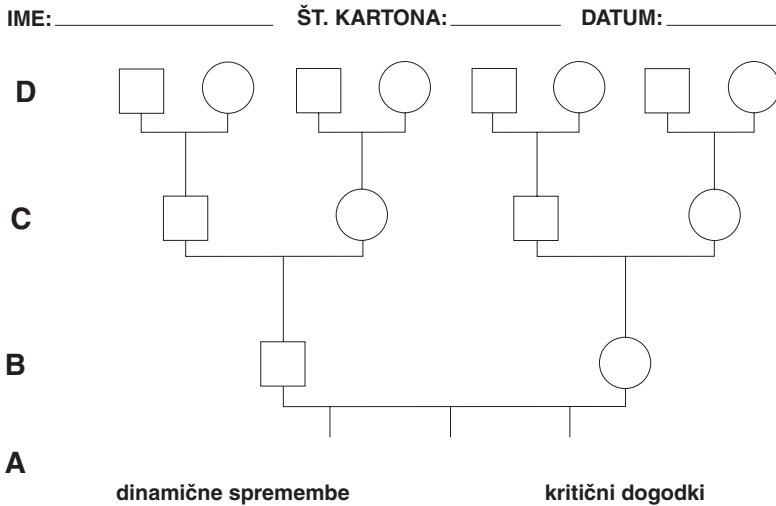 IME: ŠT. KARTONA: DATUM:
D
C
B
A
dinamične spremembe kritični dogodki